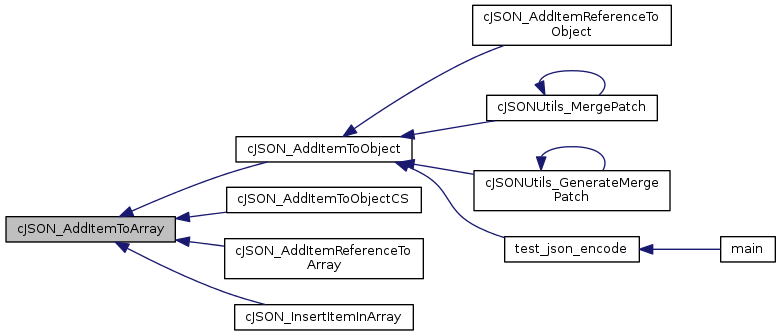 cJSON_AddItemReferenceTo
Object
cJSONUtils_MergePatch
cJSON_AddItemToObject
cJSONUtils_GenerateMerge
Patch
cJSON_AddItemToObjectCS
cJSON_AddItemToArray
cJSON_AddItemReferenceTo
Array
test_json_encode
main
cJSON_InsertItemInArray